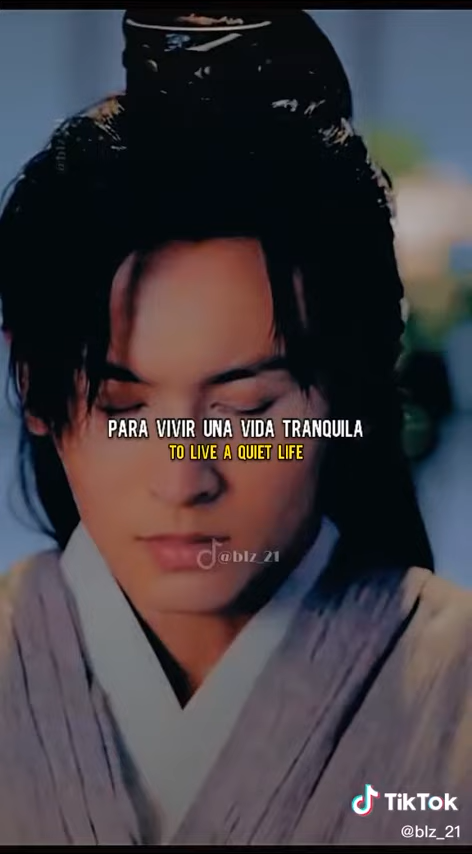 PARA VIVIR UNA VIDA TRANQUILA
TO LIVE A QUIET LIFE
@blz_21
TikTok
@blz_21